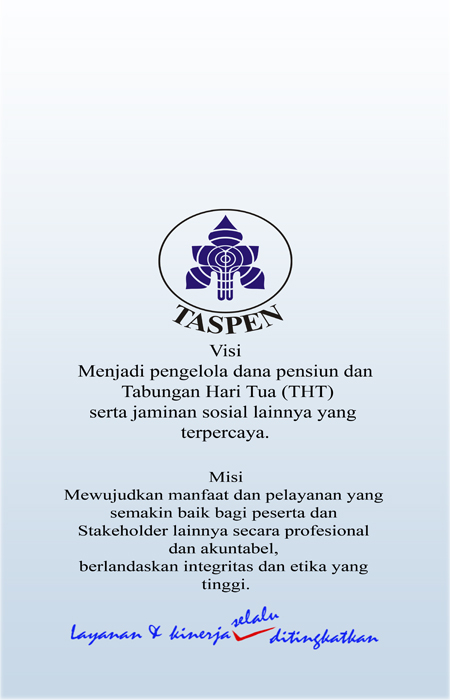 TASPEN
Visi
Menjadi pengelola dana pensiun dan
Tabungan Hari Tua (THT)
serta jaminan sosial lainnya yang
terpercaya.
Misi
Mewujudkan manfaat dan pelayanan yang
semakin baik bagi peserta dan
Stakeholder lainnya secara profesional
dan akuntabel,
berlandaskan integritas dan etika yang
tinggi.
Layanan & kinerja selalu ditingkatkan